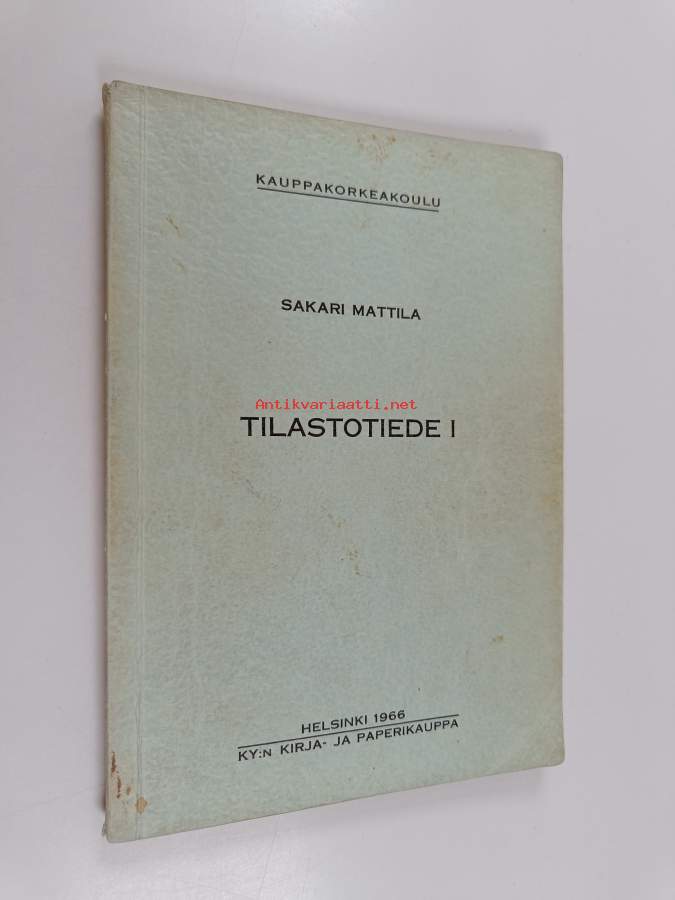 KAUPPAKORKEAKOULU
SAKARI MATTILA
Antikvariaatti.net
TILASTOTIEDE I
HELSINKI 1966
KY:N KIRJA- JA PAPERIKAUPPA